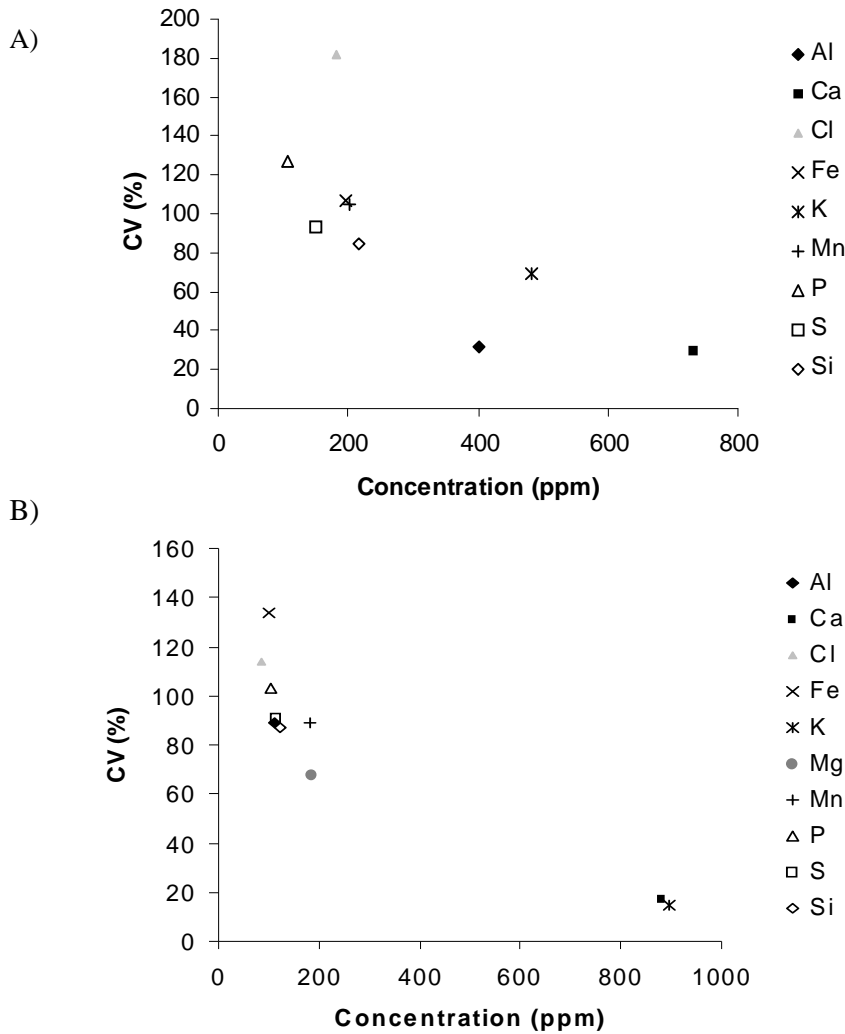 A)
200
180
160
140
120
100
80
60
40
20
0
CV (%)
0 200 400 600 800
Concentration (ppm)
Al
Ca
Cl
Fe
K
Mn
P
S
Si
B)
160
140
120
100
80
60
40
20
0
CV (%)
0 200 400 600 800 1000
Concentration (ppm)
Al
Ca
Cl
Fe
K
Mg
Mn
P
S
Si